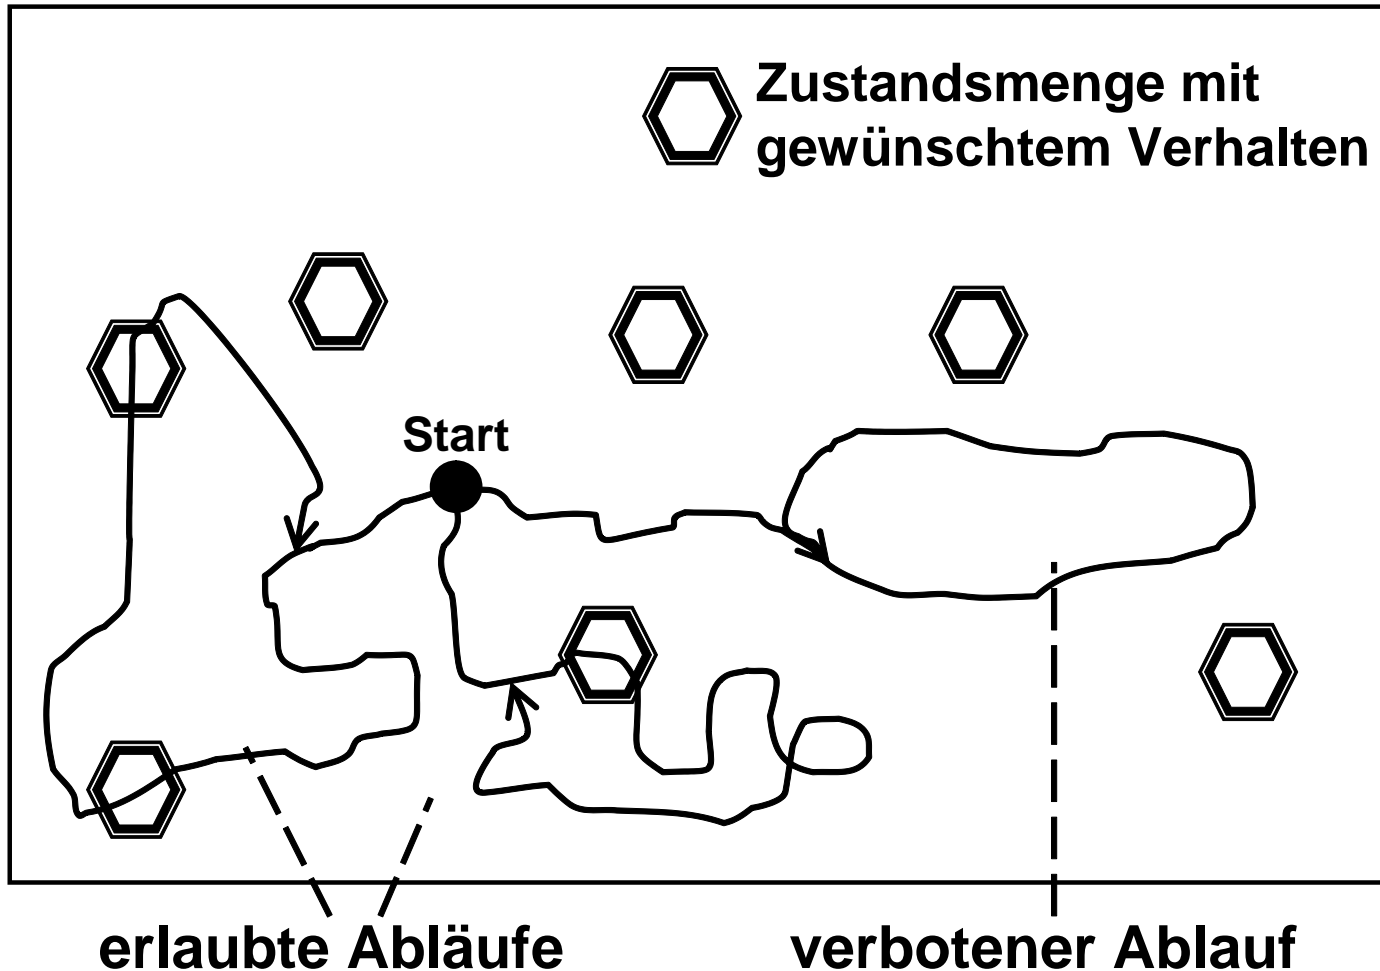 Zustandsmenge mit
gewünschtem Verhalten
Start
erlaubte Abläufe
verbotener Ablauf